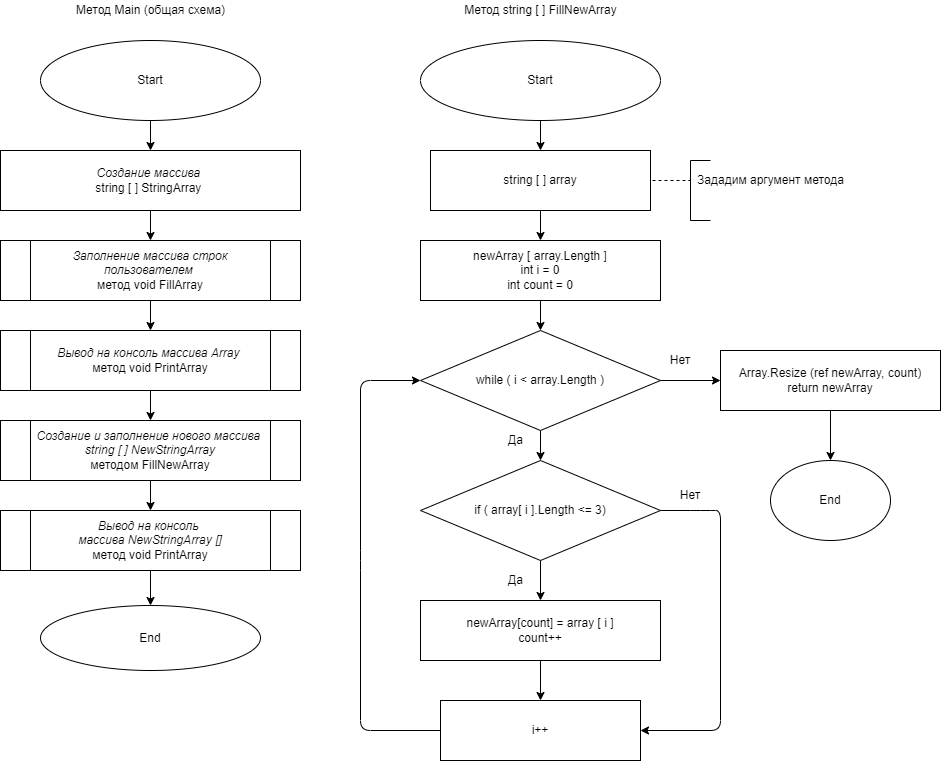 Метод Main (общая схема)
Start
Создание массива
string [ ] StringArray
Заполнение массива строк
пользователем
метод void FillArray
Вывод на консоль массива Array
метод void PrintArray
Создание и заполнение нового массива
string [ ] NewStringArray
методом FillNewArray
Вывод на консоль
массива NewStringArray []
метод void PrintArray
End
Метод string [ ] FillNewArray
Start
string [ ] array
Зададим аргумент метода
newArray [ array.Length ]
int i = 0
int count = 0
while ( i < array.Length )
Нет
Array.Resize (ref newArray, count)
return newArray
End
Да
if ( array[ i ].Length <= 3)
Нет
Да
newArray[count] = array [ i ]
count++
i++